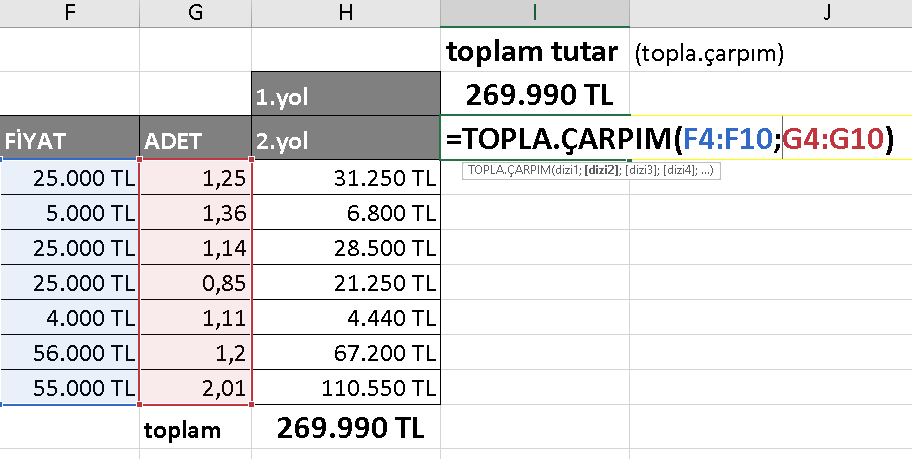 F G H I J
toplam tutar (topla.çarpım)
1.yol 269.990 TL
FİYAT ADET 2.yol =TOPLA.ÇARPIM(F4:F10;G4:G10)
TOPLA.ÇARPIM(dizi1; [dizi2]; [dizi3]; [dizi4]; ...)
25.000 TL 1,25 31.250 TL
5.000 TL 1,36 6.800 TL
25.000 TL 1,14 28.500 TL
25.000 TL 0,85 21.250 TL
4.000 TL 1,11 4.440 TL
56.000 TL 1,2 67.200 TL
55.000 TL 2,01 110.550 TL
toplam 269.990 TL